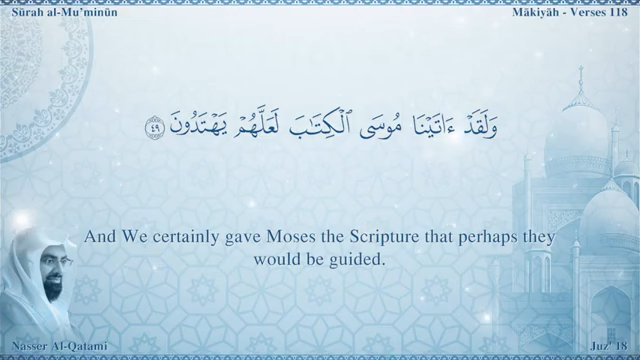 Sūrah al-Mu'minūn
Mākiyāh - Verses 118
وَلَقَدْ ءَاتَيْنَا مُوسَى ٱلْكِتَـٰبَ لَعَلَّهُمْ يَهْتَدُونَ ٤٩
And We certainly gave Moses the Scripture that perhaps they
would be guided.
Nasser Al-Qatami
Juz' 18